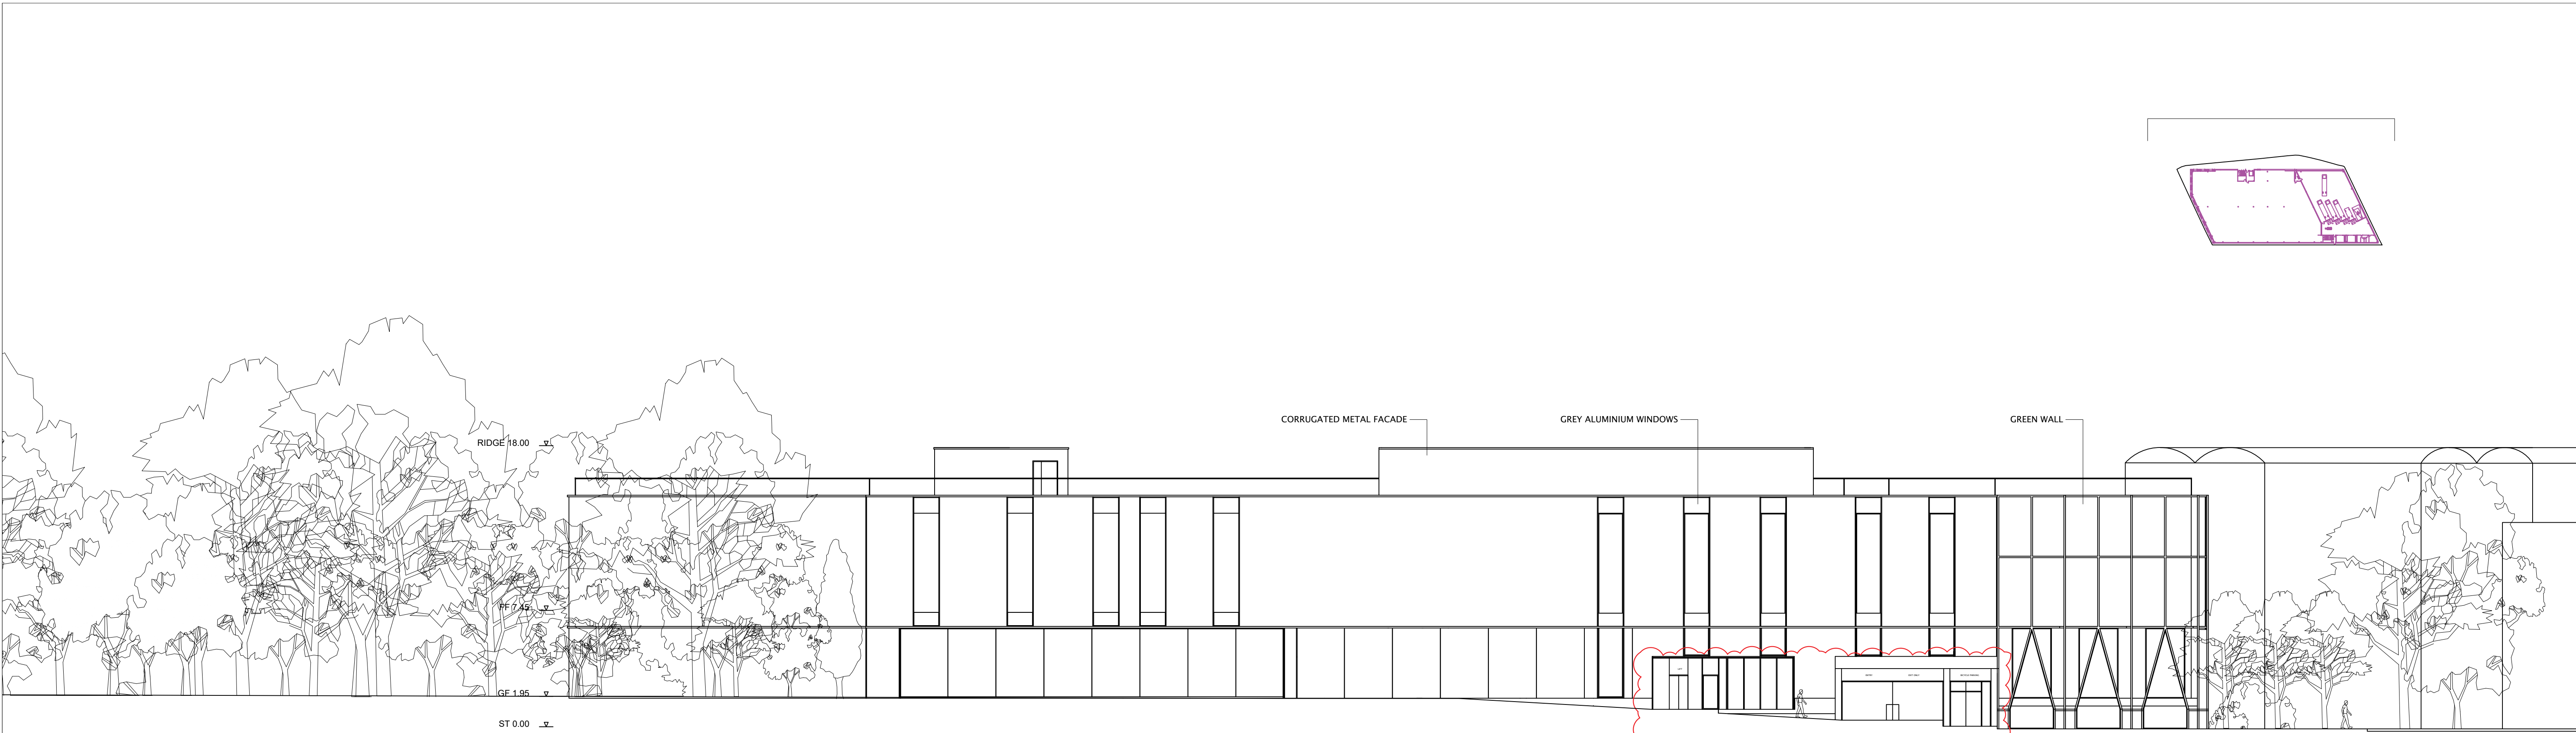 CORRUGATED METAL FACADE
GREY ALUMINIUM WINDOWS
GREEN WALL
RIDGE 18.00
FF 7.45
GF 1.95
ST 0.00